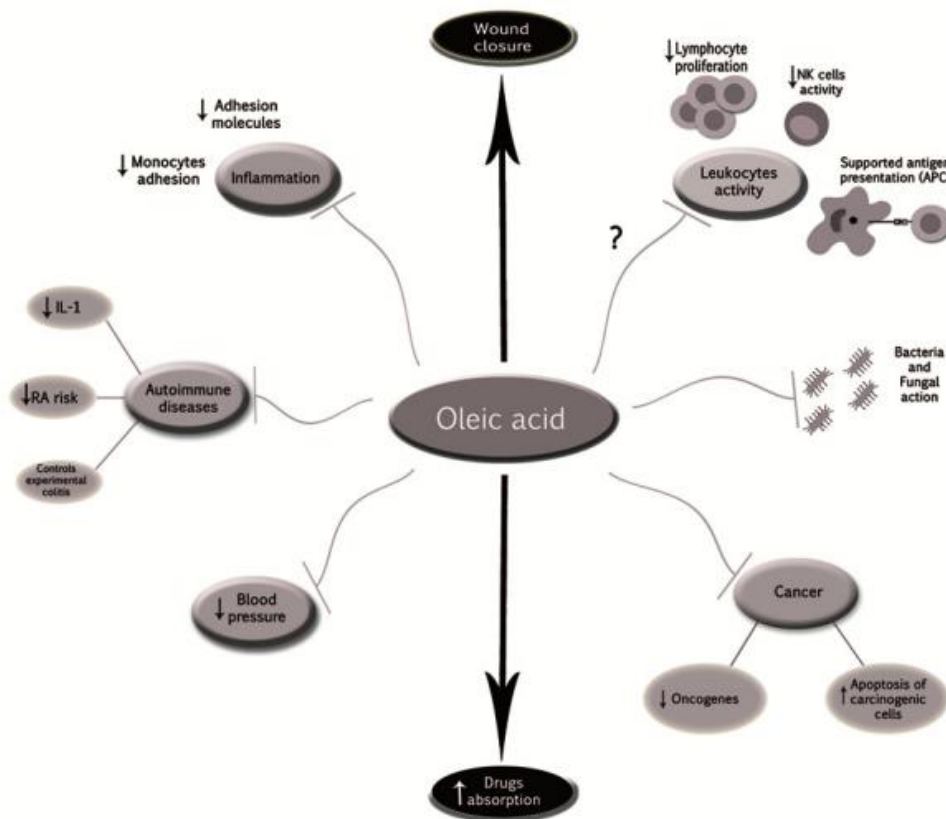 Wound
closure
↓Lymphocyte
proliferation
↓NK cells
activity
↓ Adhesion
molecules
↓ Monocytes
adhesion
Inflammation
Leukocytes
activity
Supported antigen
presentation (APC
?
↓IL-1
↓RA risk
Controls
experimental
colitis
Autoimmune
diseases
Oleic acid
Bacteria
and
Fungal
action
↓ Blood
pressure
Cancer
↓ Oncogenes
↑ Apoptosis of
carcinogenic
cells
↑ Drugs
absorption